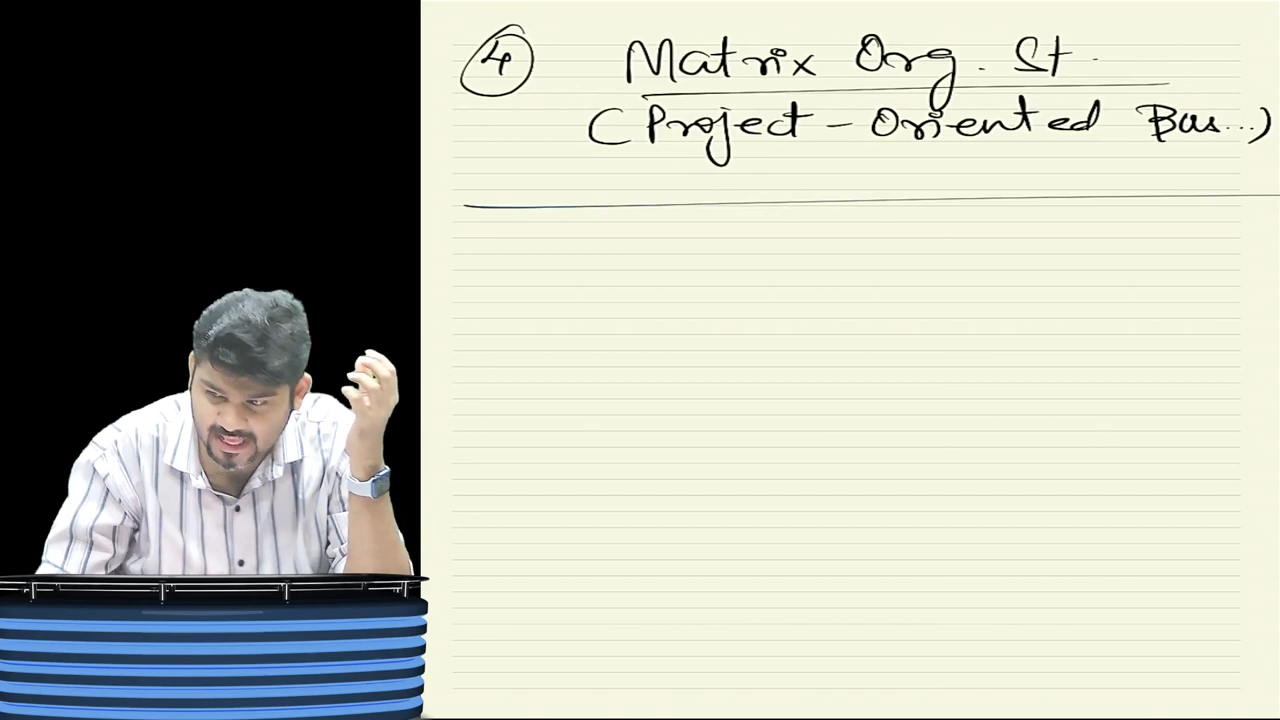 4 Matrix Org. St.
(Project - Oriented Bus...)